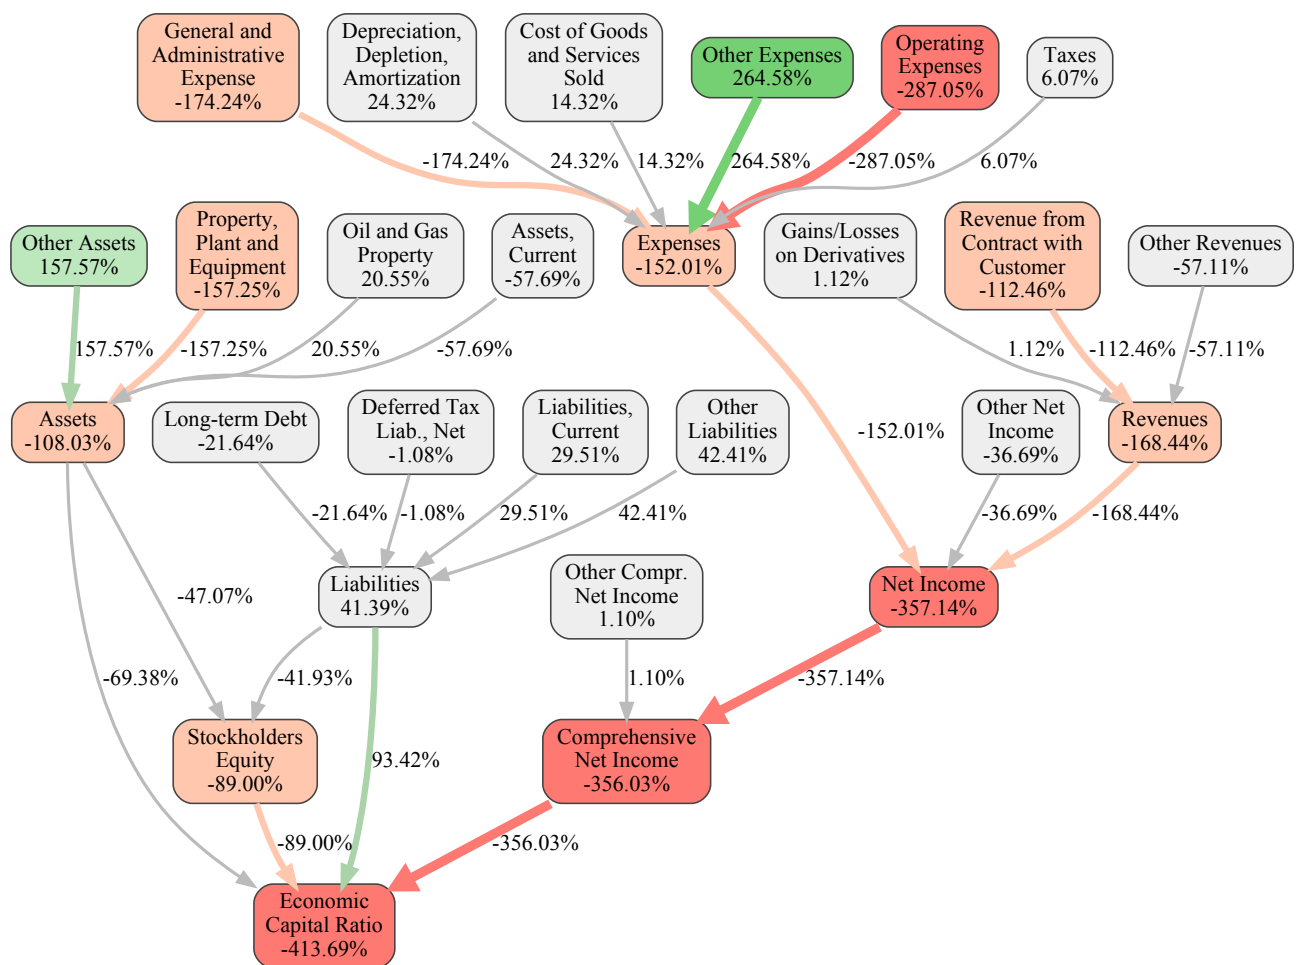 General and
Administrative
Expense
-174.24%
Depreciation,
Depletion,
Amortization
24.32%
Cost of Goods
and Services
Sold
14.32%
Other Expenses
264.58%
Operating
Expenses
-287.05%
Taxes
6.07%
-174.24%
24.32%
14.32%
264.58%
-287.05%
6.07%
Other Assets
157.57%
Property,
Plant and
Equipment
-157.25%
Oil and Gas
Property
20.55%
Assets,
Current
-57.69%
Expenses
-152.01%
Gains/Losses
on Derivatives
1.12%
Revenue from
Contract with
Customer
-112.46%
Other Revenues
-57.11%
157.57%
-157.25%
20.55%
-57.69%
1.12%
-112.46%
-57.11%
Assets
-108.03%
Long-term Debt
-21.64%
Deferred Tax
Liab., Net
-1.08%
Liabilities,
Current
29.51%
Other
Liabilities
42.41%
-152.01%
Other Net
Income
-36.69%
Revenues
-168.44%
-21.64%
-1.08%
29.51%
42.41%
-36.69%
-168.44%
-47.07%
Liabilities
41.39%
Other Compr.
Net Income
1.10%
Net Income
-357.14%
-69.38%
-41.93%
1.10%
-357.14%
Stockholders
Equity
-89.00%
93.42%
Comprehensive
Net Income
-356.03%
-89.00%
-356.03%
Economic
Capital Ratio
-413.69%